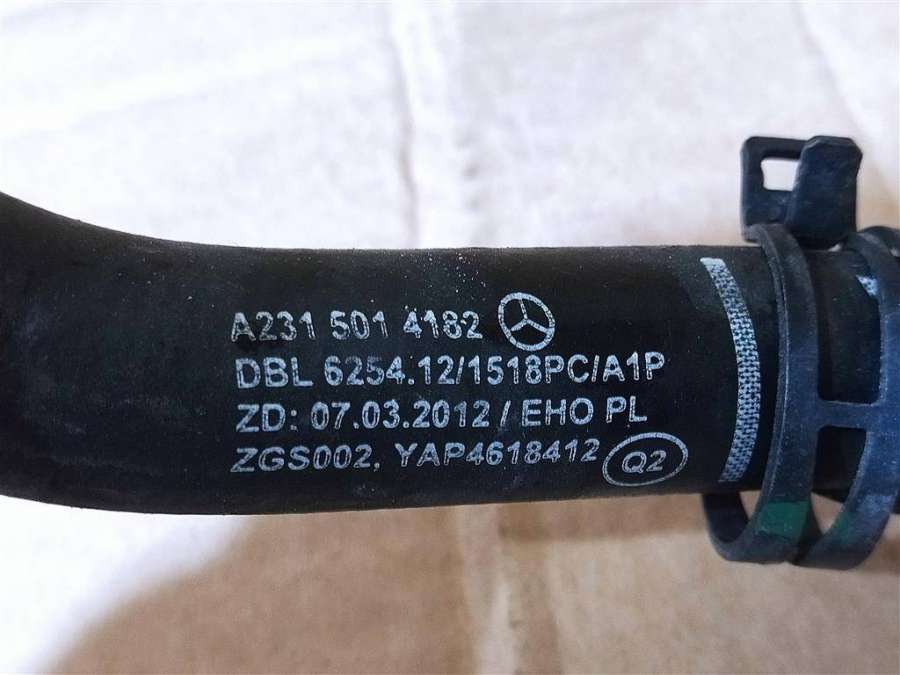 A231 501 4182
DBL 6254.12/1518PC/A1P
ZD: 07.03.2012 / EHO PL
ZGS002, YAP4618412 Q2